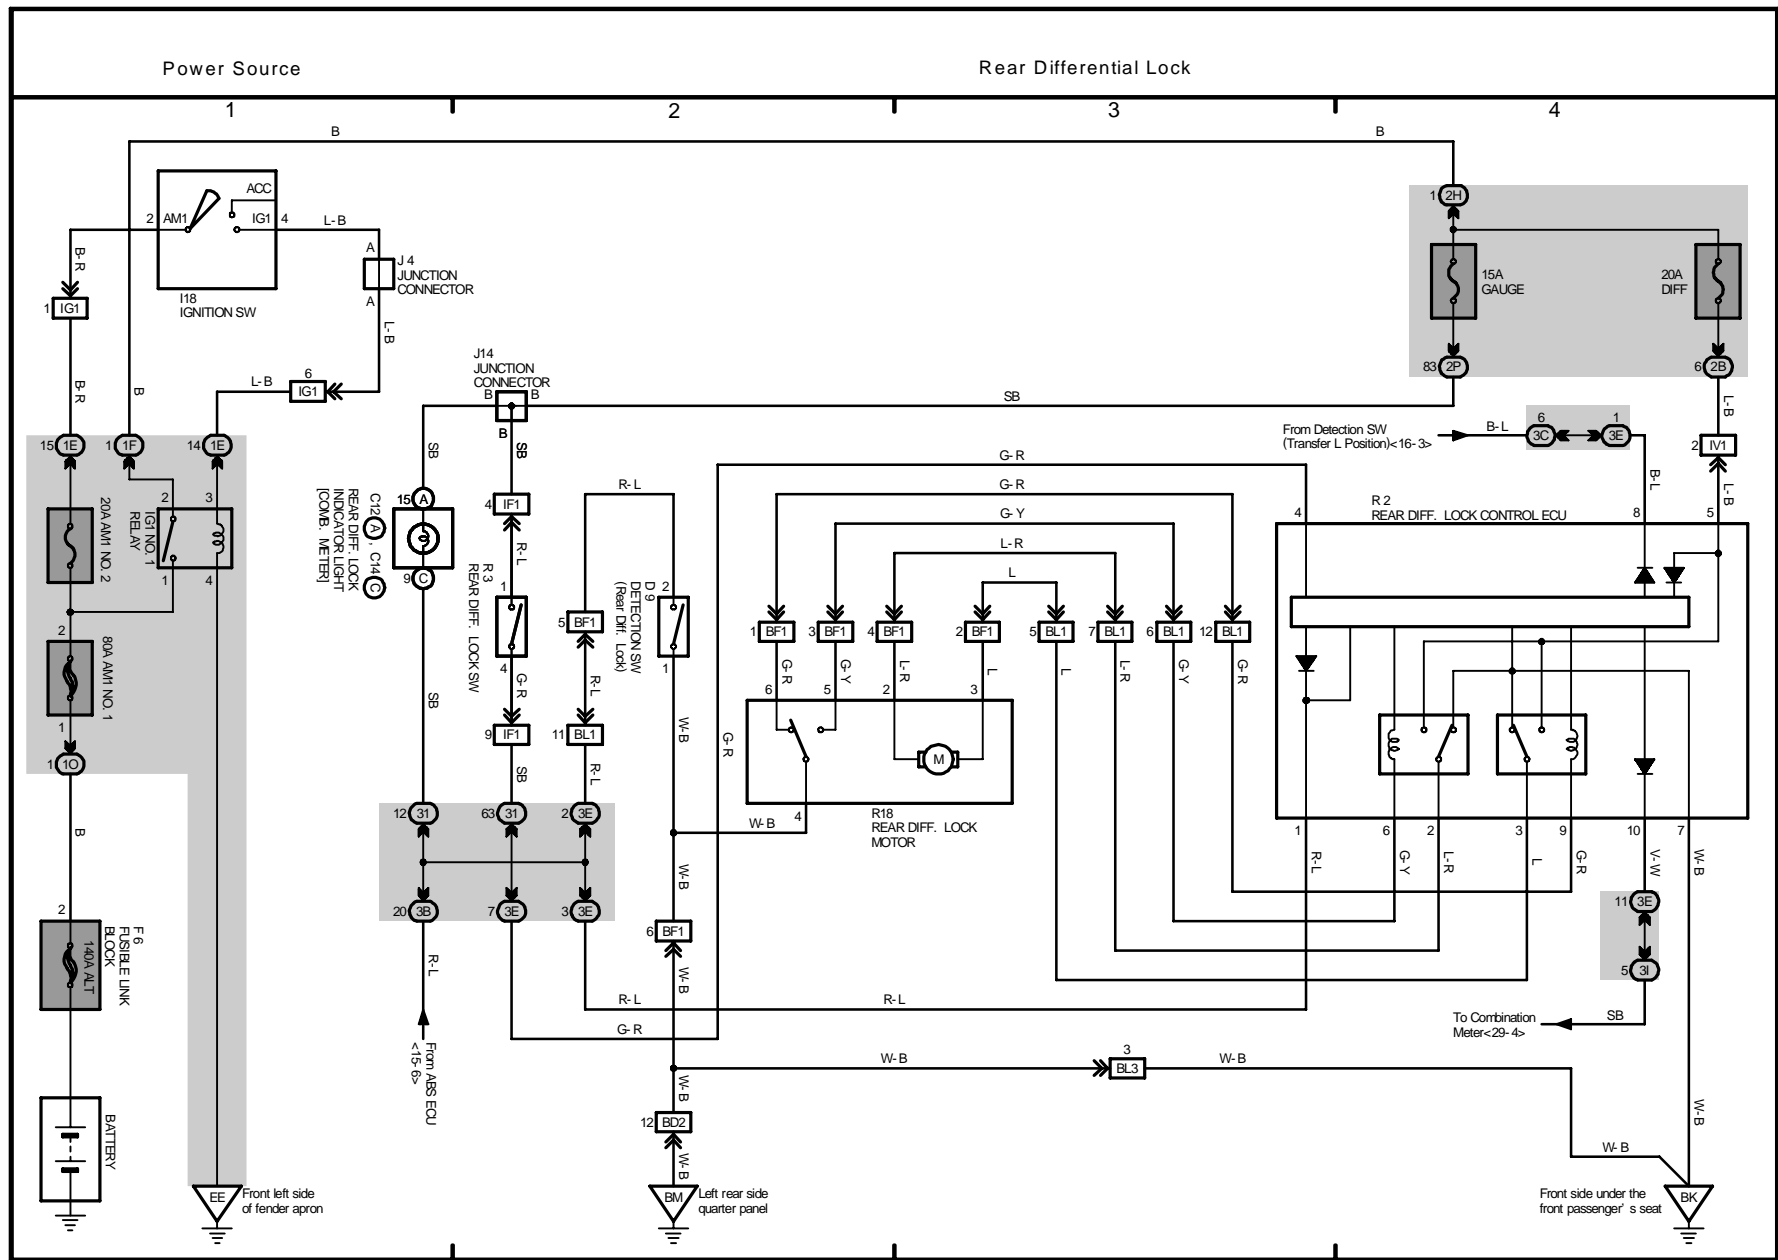 Power Source
Rear Differential Lock
1
2
3
4
B
B
ACC
2
AM1
IG1
4
L-B
A
J 4
JUNCTION
CONNECTOR
A
I18
IGNITION SW
B-R
1
IG1
L-B
B-R
B
L-B
6
IG1
1
2H
15A
GAUGE
20A
DIFF
83
2P
6
2B
J14
JUNCTION
CONNECTOR
B
B
B
SB
SB
SB
L-B
From Detection SW
(Transfer L Position)<16-3>
B-L
6
3C
1
3E
2
IV1
B-L
L-B
15
1E
1
1F
14
1E
20A AM1 NO. 2
2
3
IG1 NO. 1
RELAY
1
4
2
80A AM1 NO. 1
1
1
1O
B
2
140A ALT
F 6
FUSIBLE LINK
BLOCK
BATTERY
EE
Front left side
of fender apron
15
A
9
C
C12
A
, C14
C
REAR DIFF. LOCK
INDICATOR LIGHT
[COMB. METER]
4
IF1
R-L
1
4
R 3
REAR DIFF. LOCK SW
G-R
9
IF1
SB
SB
R-L
5
BF1
R-L
11
BL1
R-L
2
1
D 9
DETECTION SW
(Rear Diff. Lock)
W-B
G-R
12
31
63
31
2
3E
20
3B
7
3E
3
3E
R-L
From ABS ECU
<15-6>
W-B
W-B
6
BF1
W-B
R-L
R-L
G-R
W-B
12
BD2
W-B
BM
Left rear side
quarter panel
G-R
G-R
G-Y
L-R
L
1
BF1
3
BF1
4
BF1
2
BF1
5
BL1
7
BL1
6
BL1
12
BL1
G-R
G-Y
L-R
L
L
L-R
G-Y
G-R
6
5
2
3
M
4
R18
REAR DIFF. LOCK
MOTOR
R 2
REAR DIFF. LOCK CONTROL ECU
4
8
5
1
6
2
3
9
10
7
R-L
G-Y
L-R
L
G-R
V-W
W-B
11
3E
5
3I
SB
To Combination
Meter<29-4>
W-B
3
BL3
W-B
W-B
W-B
Front side under the
front passenger' s seat
BK